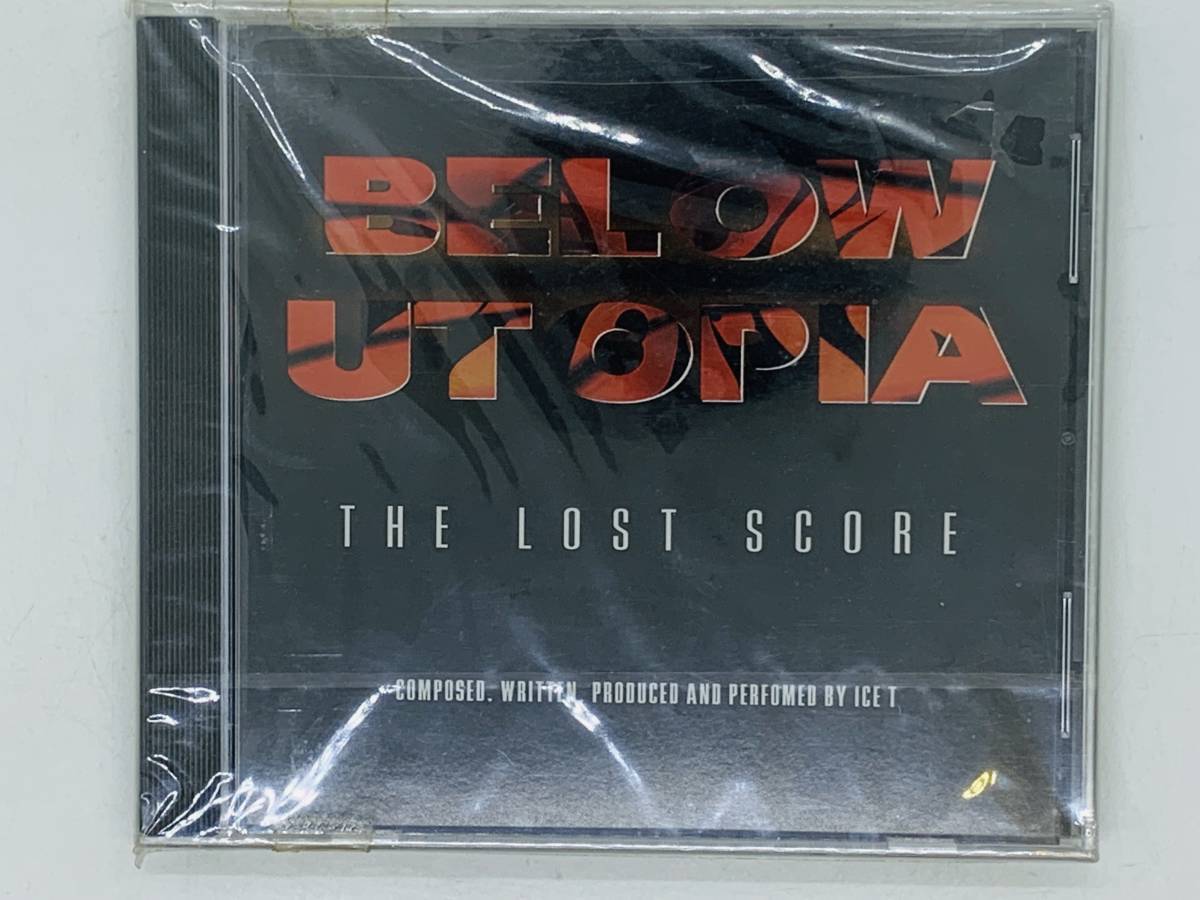 BELOW
UTOPIA
THE LOST SCORE
COMPOSED, WRITTEN, PRODUCED AND PERFOMED BY ICE T